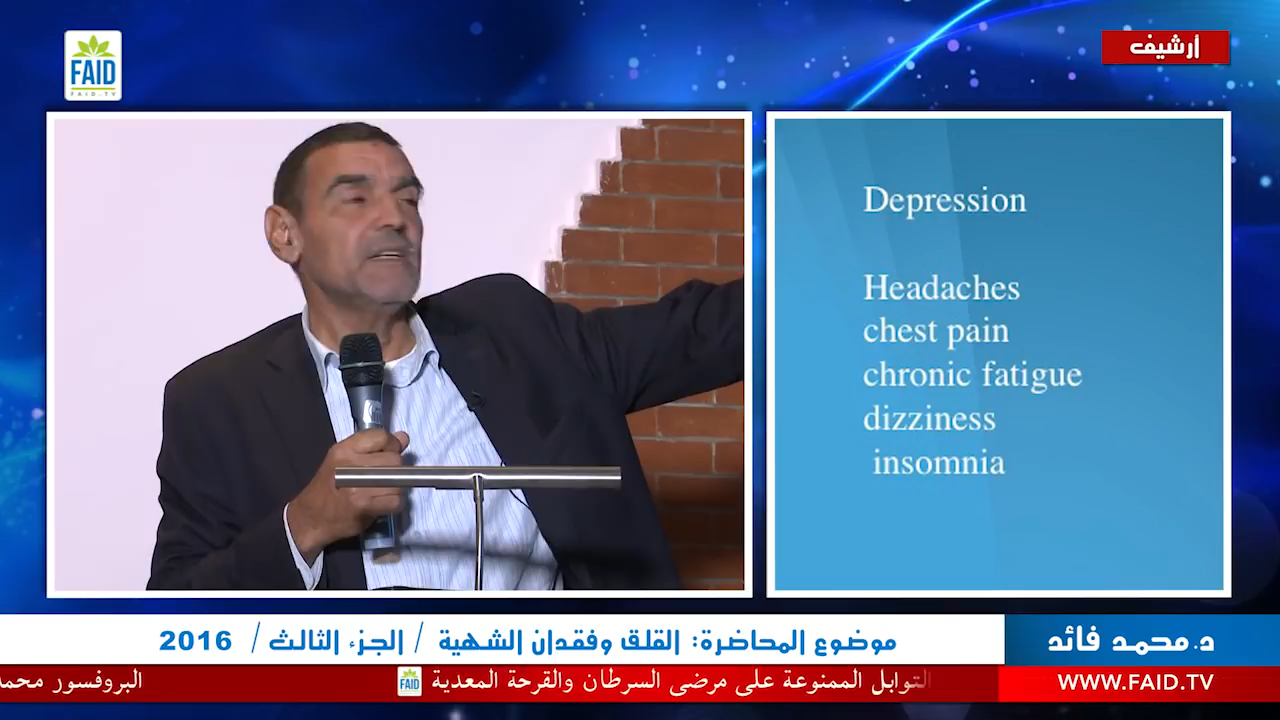 FAID
FAID.TV
أرشيف
Depression
Headaches
chest pain
chronic fatigue
dizziness
insomnia
موضوع المحاضرة: القلق وفقدان الشهية / الجزء الثالث / 2016
د.محمد فائد
التوابل الممنوعة على مرضى السرطان والقرحة المعدية
FAID
البروفسور
WWW.FAID.TV